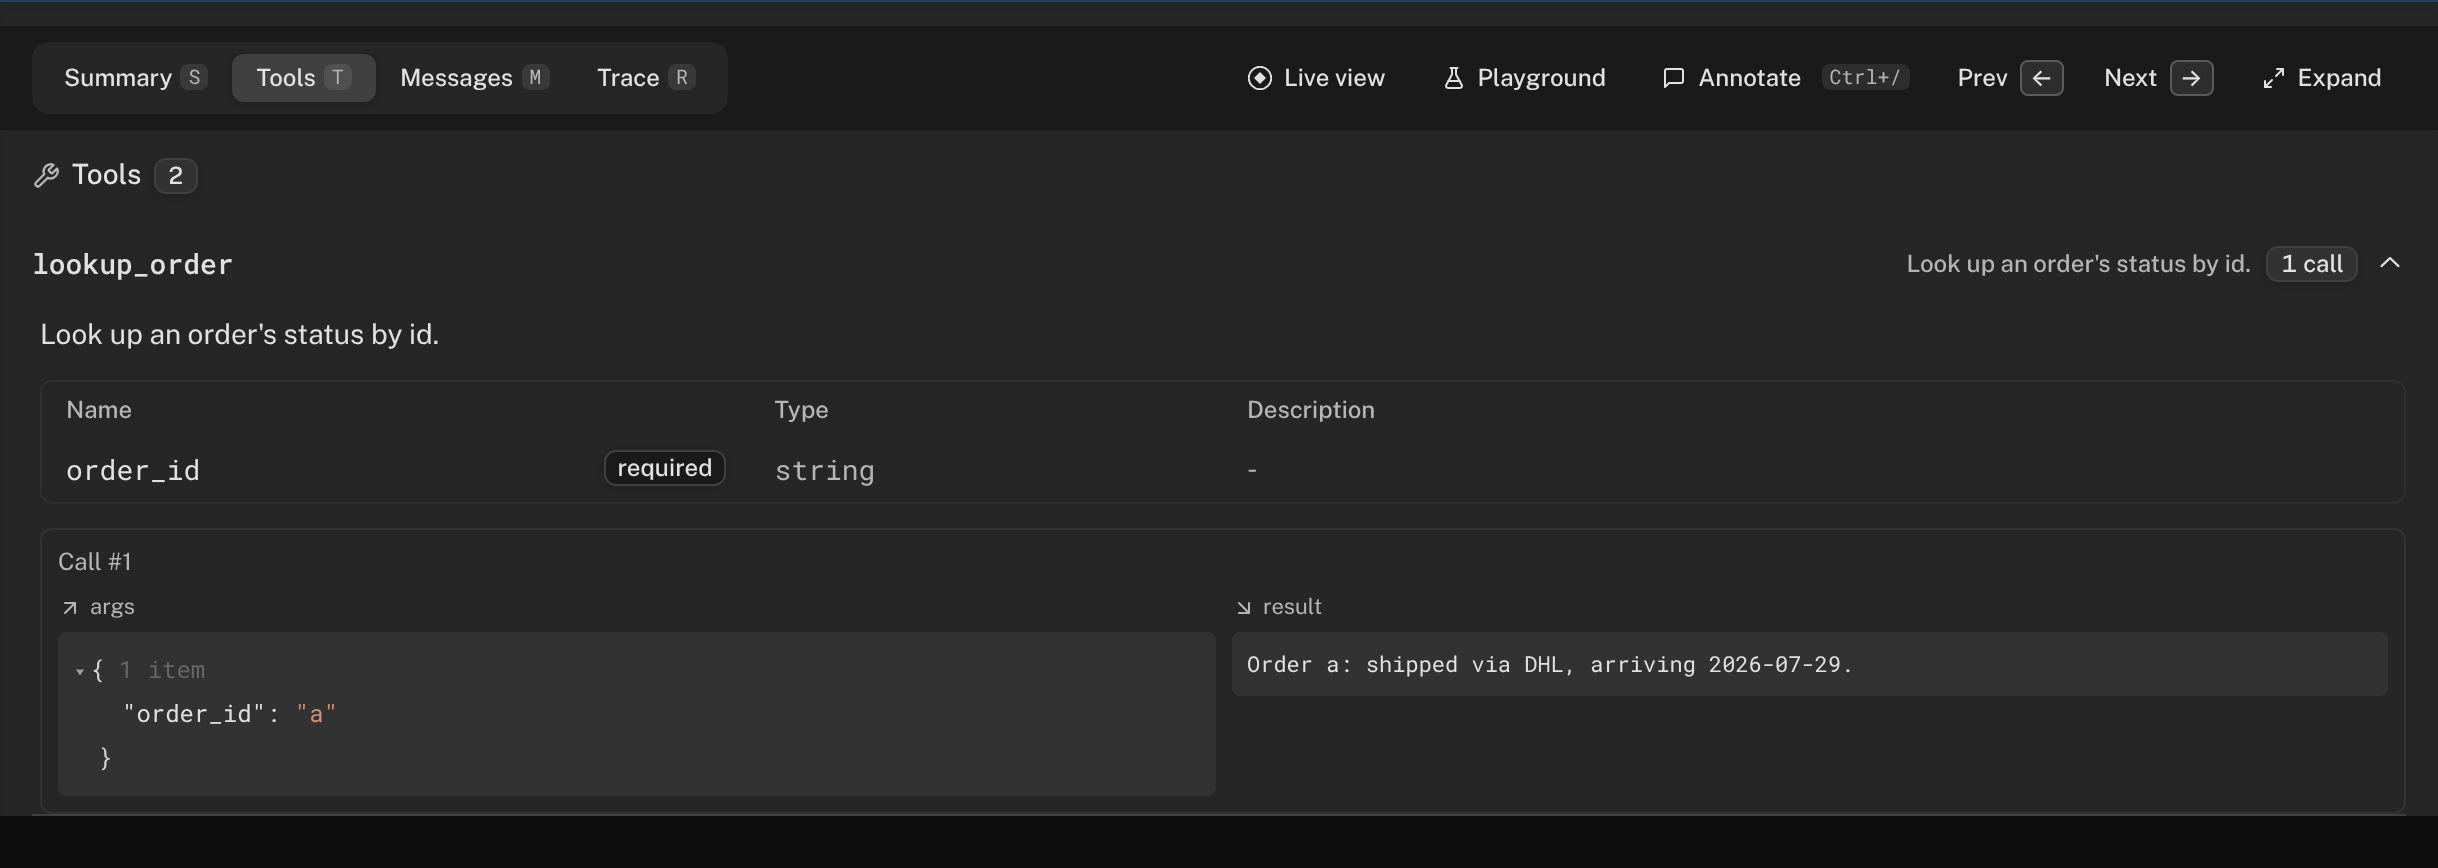 Summary S Tools T Messages M Trace R Live view Playground Annotate Ctrl+/ Prev ← Next → Expand
Tools 2
lookup_order Look up an order's status by id. 1 call
Look up an order's status by id.
Name Type Description
order_id required string -
Call #1
args result
{ 1 item Order a: shipped via DHL, arriving 2026-07-29.
"order_id": "a"
}